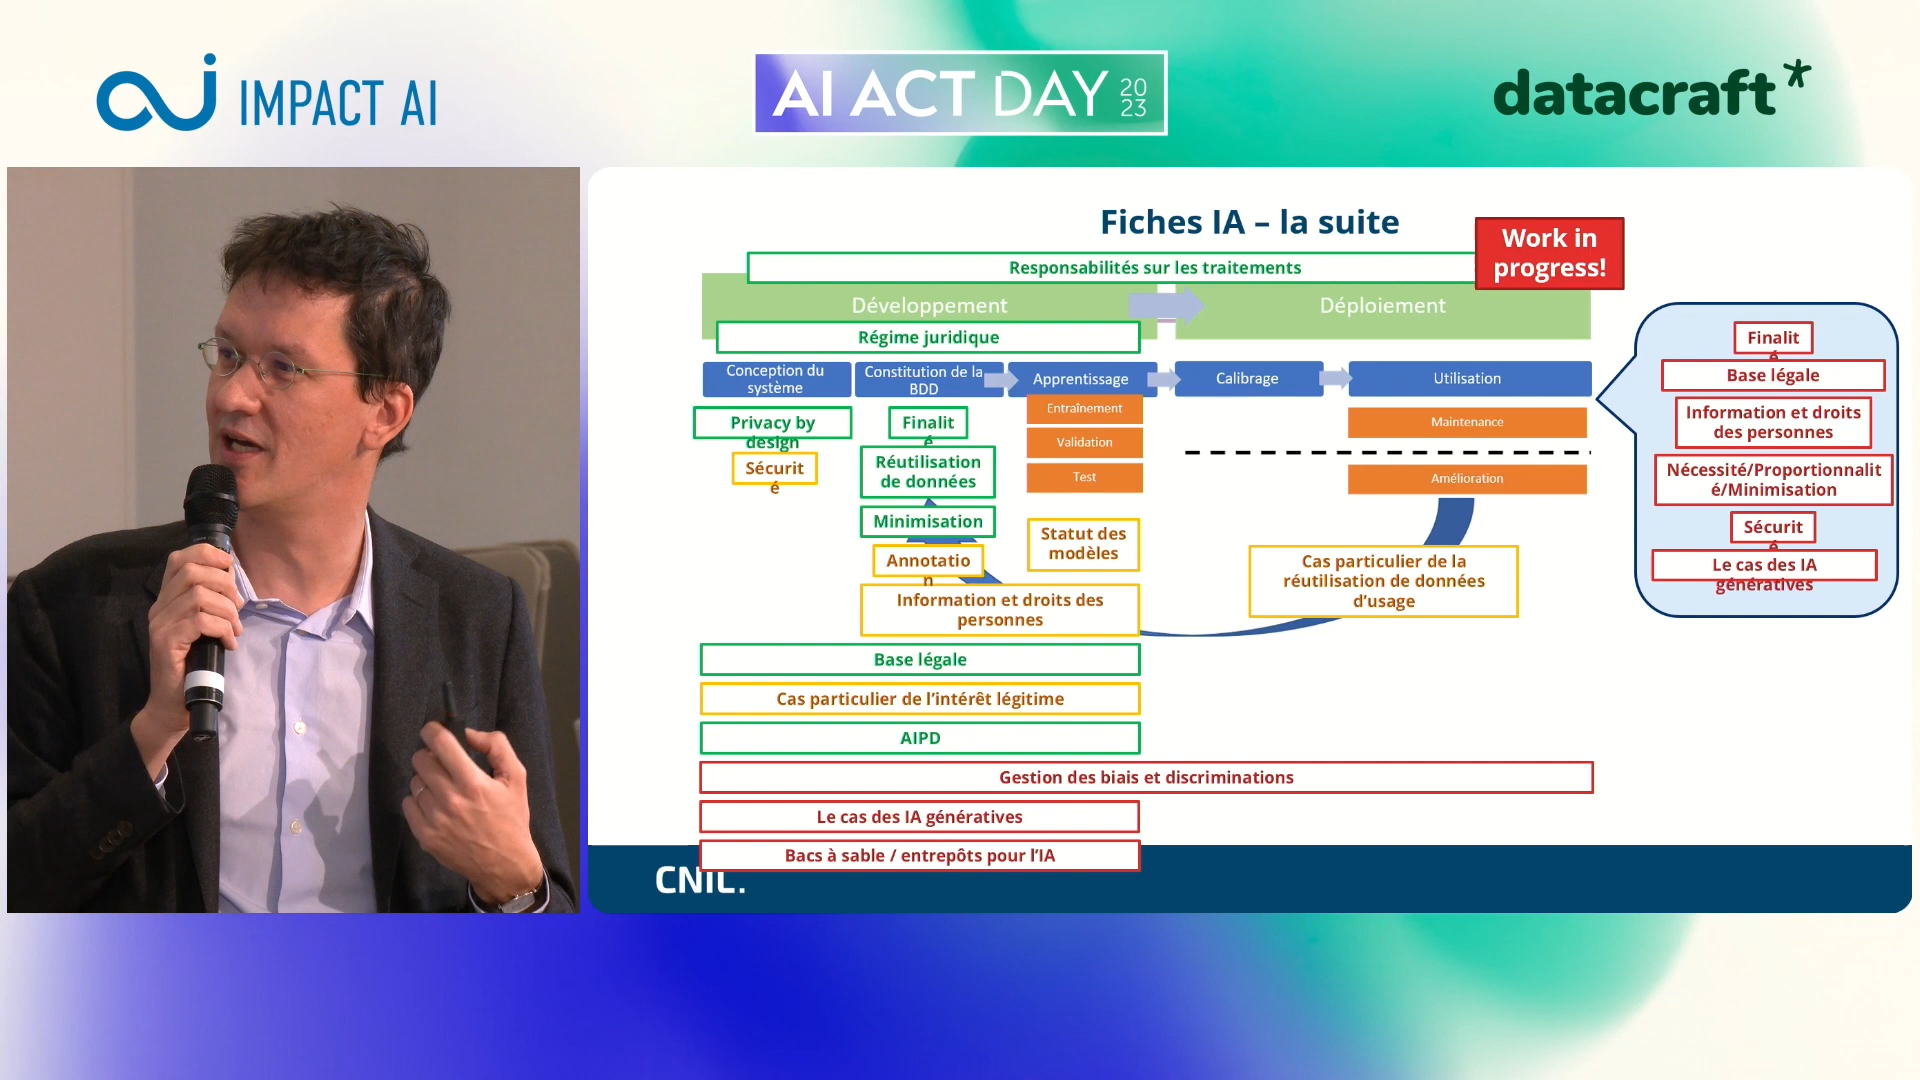 IMPACT AI
AI ACT DAY 20
23
datacraft*
Fiches IA – la suite
Work in
progress!
Responsabilités sur les traitements
Développement
Déploiement
Régime juridique
Conception du
système
Constitution de la
BDD
Apprentissage
Calibrage
Utilisation
Privacy by
design
Sécurit
é
Finalit
é
Réutilisation
de données
Minimisation
Annotatio
n
Entraînement
Validation
Test
Statut des
modèles
Maintenance
Amélioration
Cas particulier de la
réutilisation de données
d’usage
Information et droits des
personnes
Base légale
Cas particulier de l’intérêt légitime
AIPD
Gestion des biais et discriminations
Le cas des IA génératives
Bacs à sable / entrepôts pour l’IA
Finalit
é
Base légale
Information et droits
des personnes
Nécessité/Proportionnalit
é/Minimisation
Sécurit
é
Le cas des IA
génératives
CNIL.